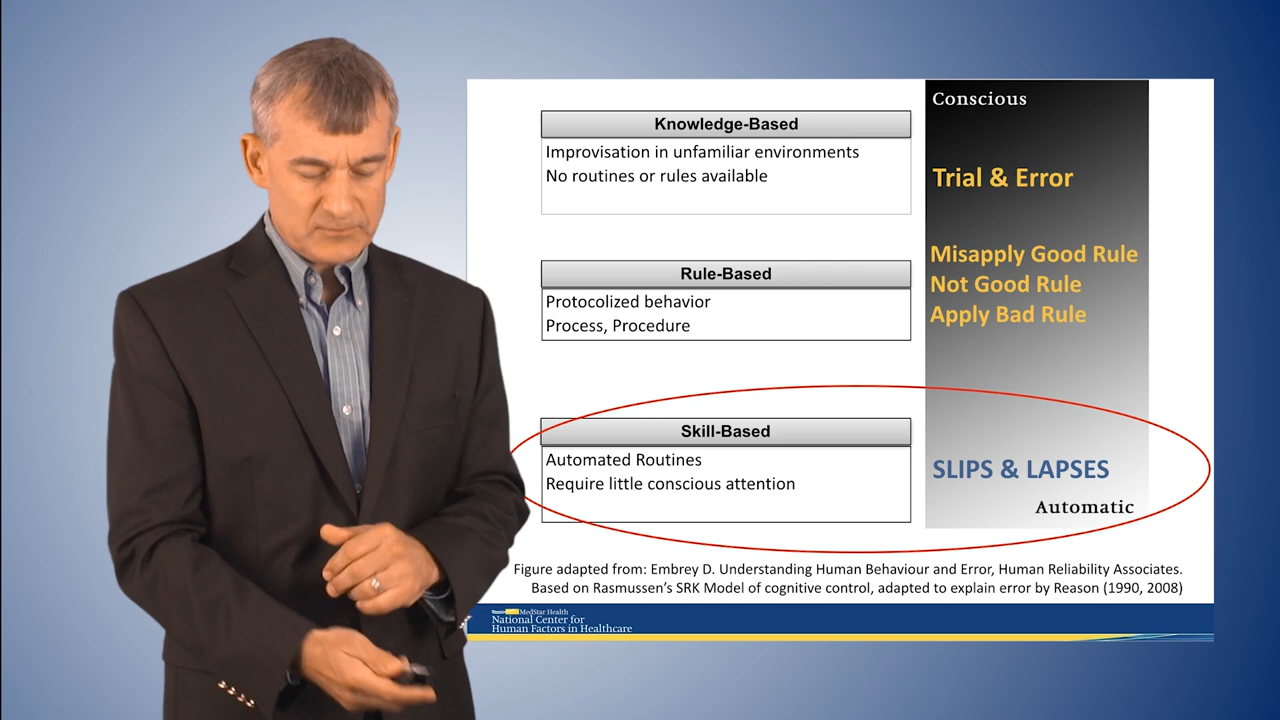 Conscious
Knowledge-Based
Improvisation in unfamiliar environments
No routines or rules available
Trial & Error
Rule-Based
Protocolized behavior
Process, Procedure
Misapply Good Rule
Not Good Rule
Apply Bad Rule
Skill-Based
Automated Routines
Require little conscious attention
SLIPS & LAPSES
Automatic
Figure adapted from: Embrey D. Understanding Human Behaviour and Error, Human Reliability Associates.
Based on Rasmussen's SRK Model of cognitive control, adapted to explain error by Reason (1990, 2008)
MedStar Health
National Center for
Human Factors in Healthcare